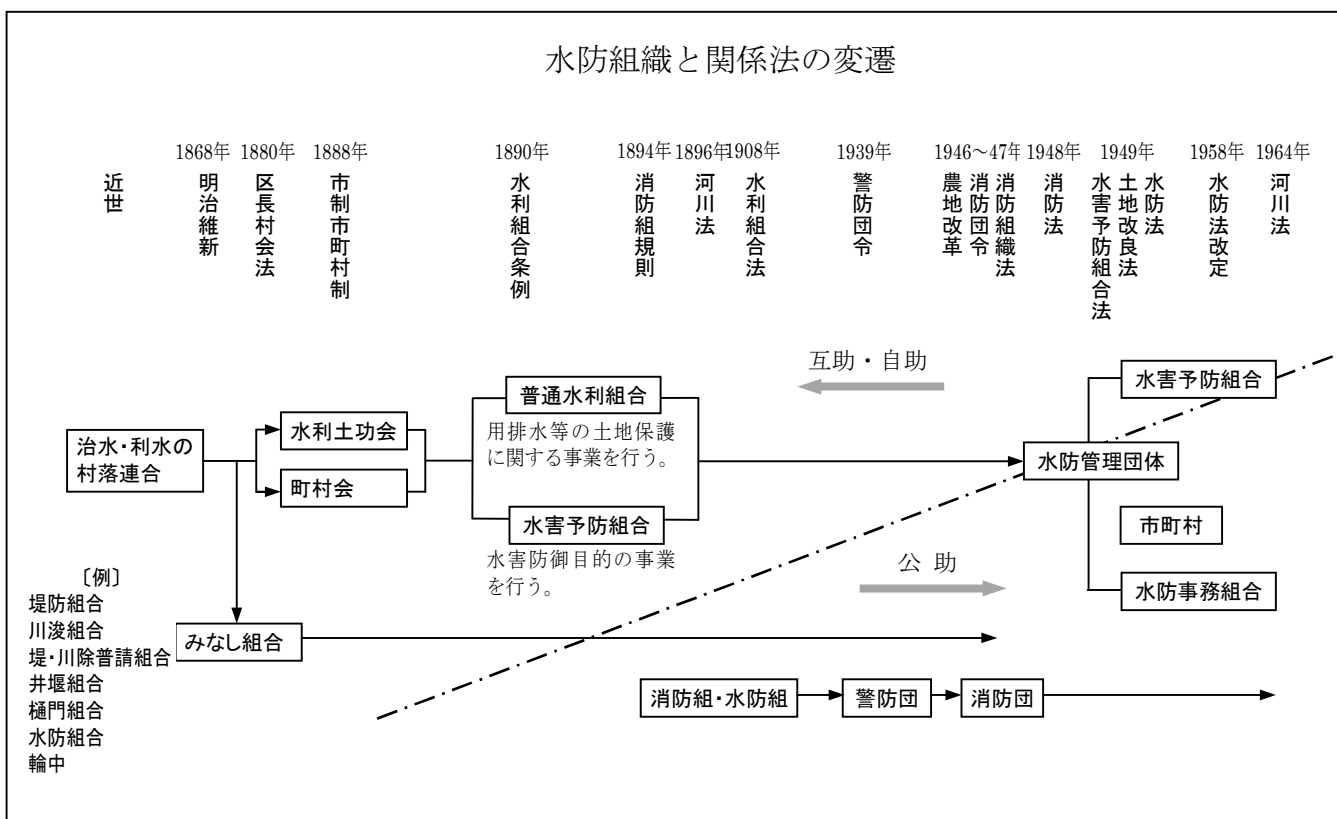 水防組織と関係法の変遷
近世
1868年
明治維新
1880年
区長村会法
1888年
市制市町村制
1890年
水利組合条例
1894年
消防組規則
1896年
河川法
1908年
水利組合法
1939年
警防団令
1946～47年
農地改革
消防団令
消防組織法
1948年
消防法
1949年
水害予防組合法
土地改良法
水防法
1958年
水防法改定
1964年
河川法
互助・自助
治水・利水の
村落連合
水利土功会
町村会
普通水利組合
用排水等の土地保護
に関する事業を行う。
水害予防組合
水害防御目的の事業
を行う。
水防管理団体
水害予防組合
市町村
水防事務組合
公 助
〔例〕
堤防組合
川浚組合
堤・川除普請組合
井堰組合
樋門組合
水防組合
輪中
みなし組合
消防組・水防組
警防団
消防団